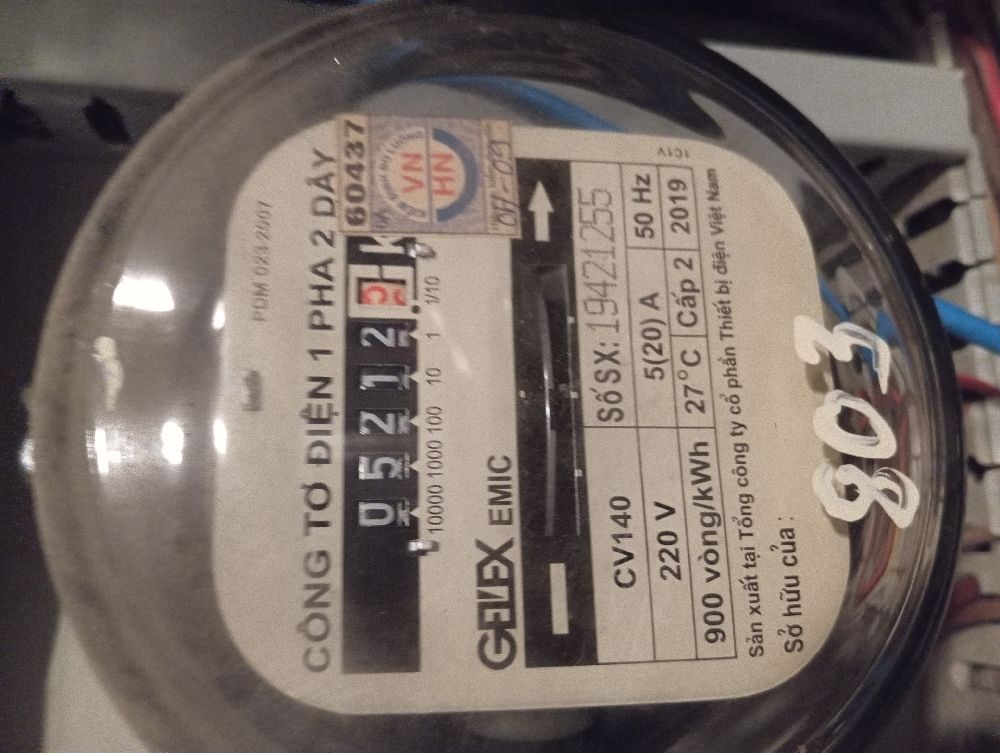 PDM 023-2007
CÔNG TƠ ĐIỆN 1 PHA 2 DÂY
60437
VN
HN
0 5 2 1 2
10000 1000 100 10 1 1/10
GELEX EMIC
CV140
Số SX: 19421255
220 V
5(20) A
50 Hz
900 vòng/kWh
27°C
Cấp 2
2019
Sản xuất tại Tổng công ty cổ phần Thiết bị điện Việt Nam
Sở hữu của :
803